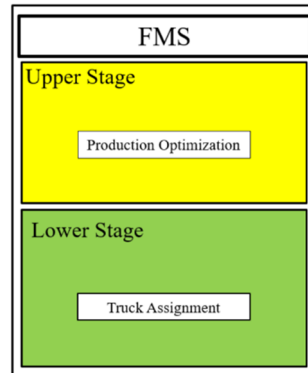 FMS
Upper Stage
Production Optimization
Lower Stage
Truck Assignment